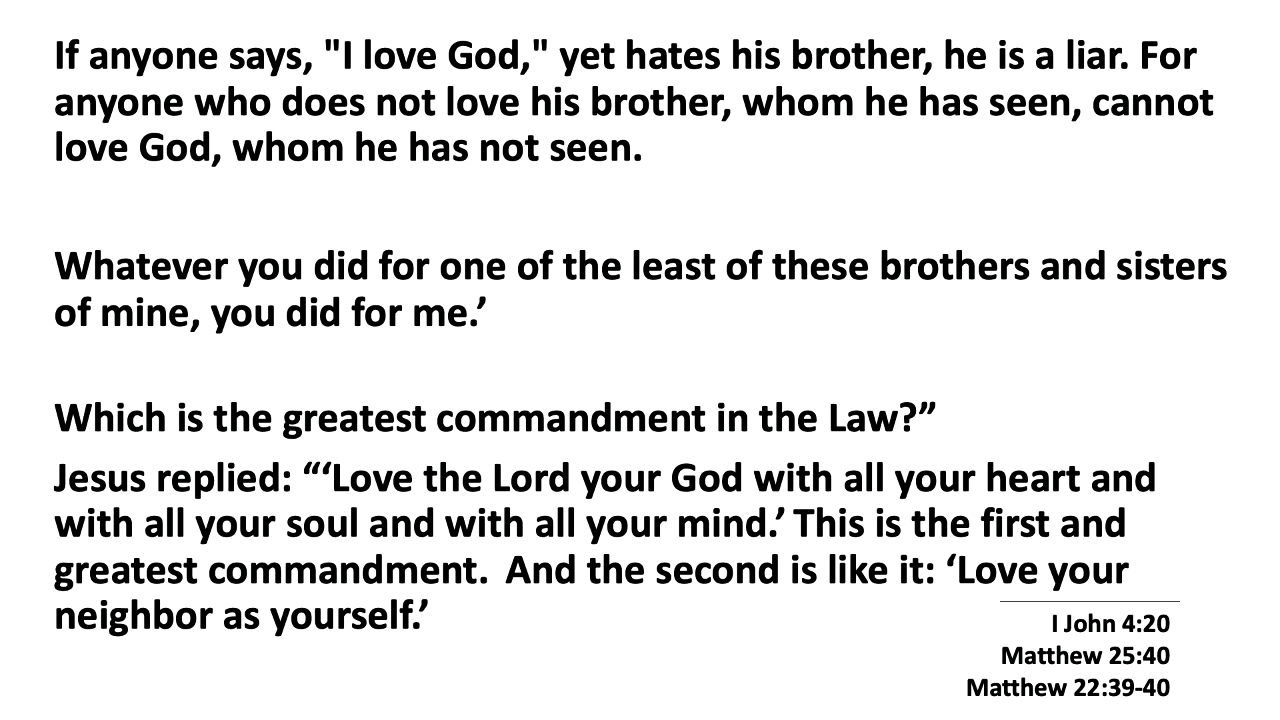 If anyone says, "I love God," yet hates his brother, he is a liar. For
anyone who does not love his brother, whom he has seen, cannot
love God, whom he has not seen.
Whatever you did for one of the least of these brothers and sisters
of mine, you did for me.’
Which is the greatest commandment in the Law?”
Jesus replied: “‘Love the Lord your God with all your heart and
with all your soul and with all your mind.’ This is the first and
greatest commandment.  And the second is like it: ‘Love your
neighbor as yourself.’
I John 4:20
Matthew 25:40
Matthew 22:39-40